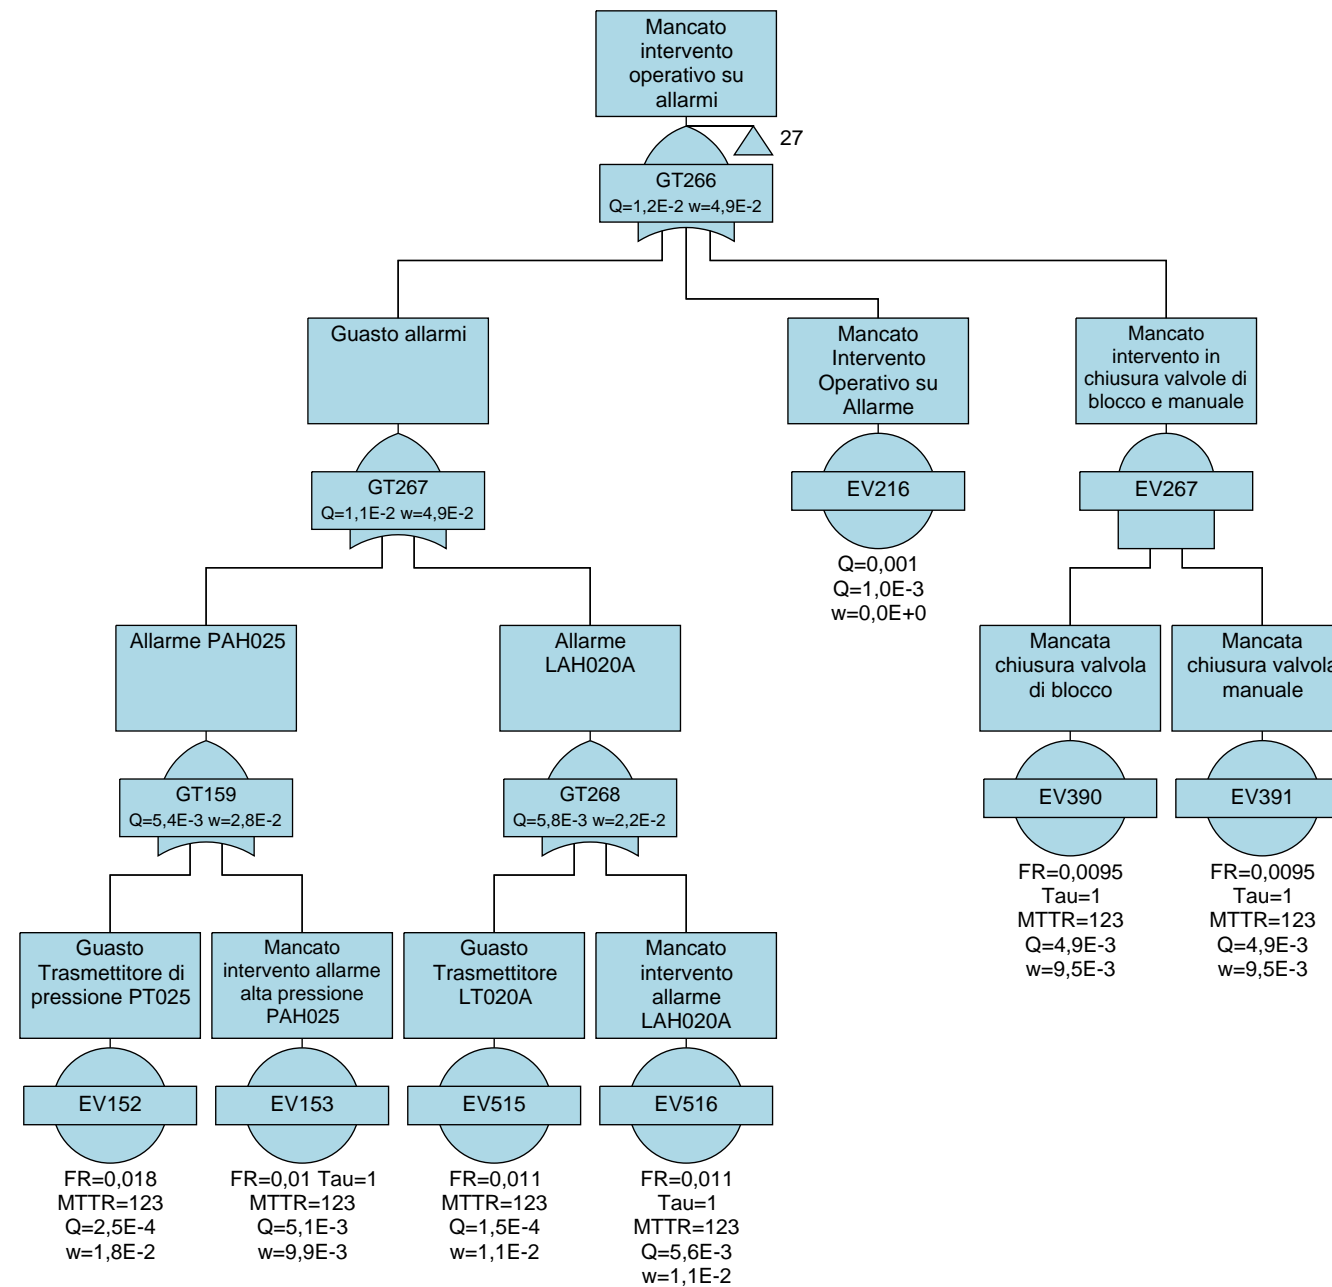 Mancato
intervento
operativo su
allarmi
27
GT266
Q=1,2E-2 w=4,9E-2
Guasto allarmi
GT267
Q=1,1E-2 w=4,9E-2
Mancato
Intervento
Operativo su
Allarme
EV216
Q=0,001
Q=1,0E-3
w=0,0E+0
Mancato
intervento in
chiusura valvole di
blocco e manuale
EV267
Allarme PAH025
GT159
Q=5,4E-3 w=2,8E-2
Allarme
LAH020A
GT268
Q=5,8E-3 w=2,2E-2
Mancata
chiusura valvola
di blocco
EV390
FR=0,0095
Tau=1
MTTR=123
Q=4,9E-3
w=9,5E-3
Mancata
chiusura valvola
manuale
EV391
FR=0,0095
Tau=1
MTTR=123
Q=4,9E-3
w=9,5E-3
Guasto
Trasmettitore di
pressione PT025
EV152
FR=0,018
MTTR=123
Q=2,5E-4
w=1,8E-2
Mancato
intervento allarme
alta pressione
PAH025
EV153
FR=0,01 Tau=1
MTTR=123
Q=5,1E-3
w=9,9E-3
Guasto
Trasmettitore
LT020A
EV515
FR=0,011
MTTR=123
Q=1,5E-4
w=1,1E-2
Mancato
intervento
allarme
LAH020A
EV516
FR=0,011
Tau=1
MTTR=123
Q=5,6E-3
w=1,1E-2